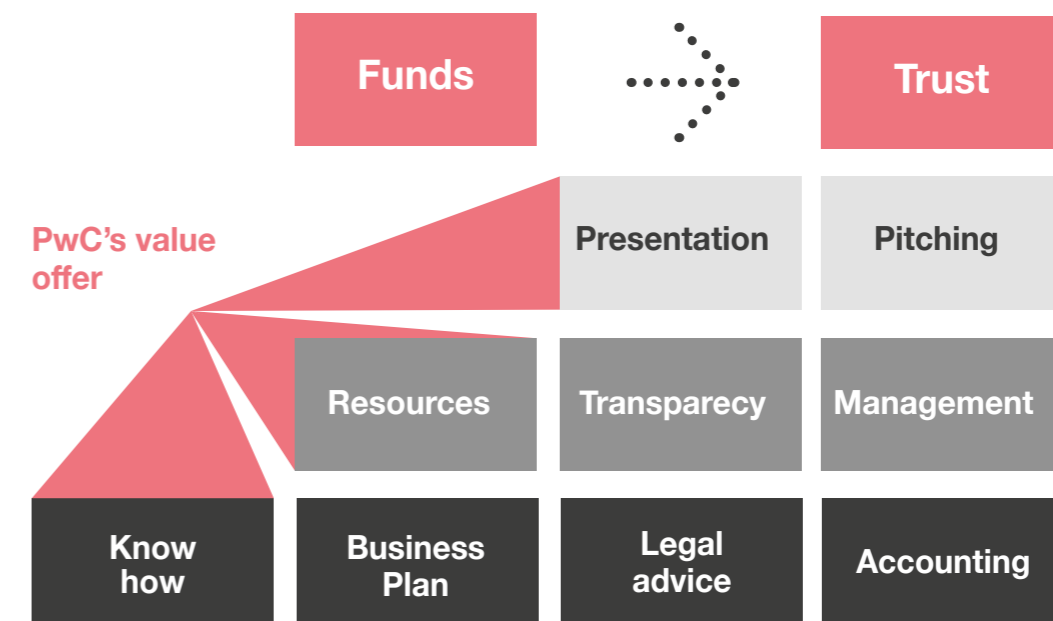 Funds
Trust
PwC's value
offer
Presentation
Pitching
Resources
Transparecy
Management
Know
how
Business
Plan
Legal
advice
Accounting